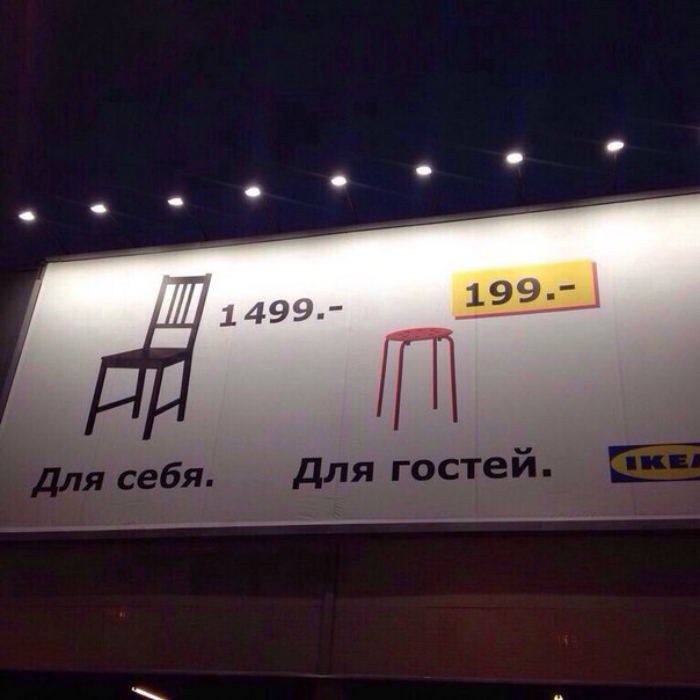 1499.-
199.-
Для себя.
Для гостей.
IKEA